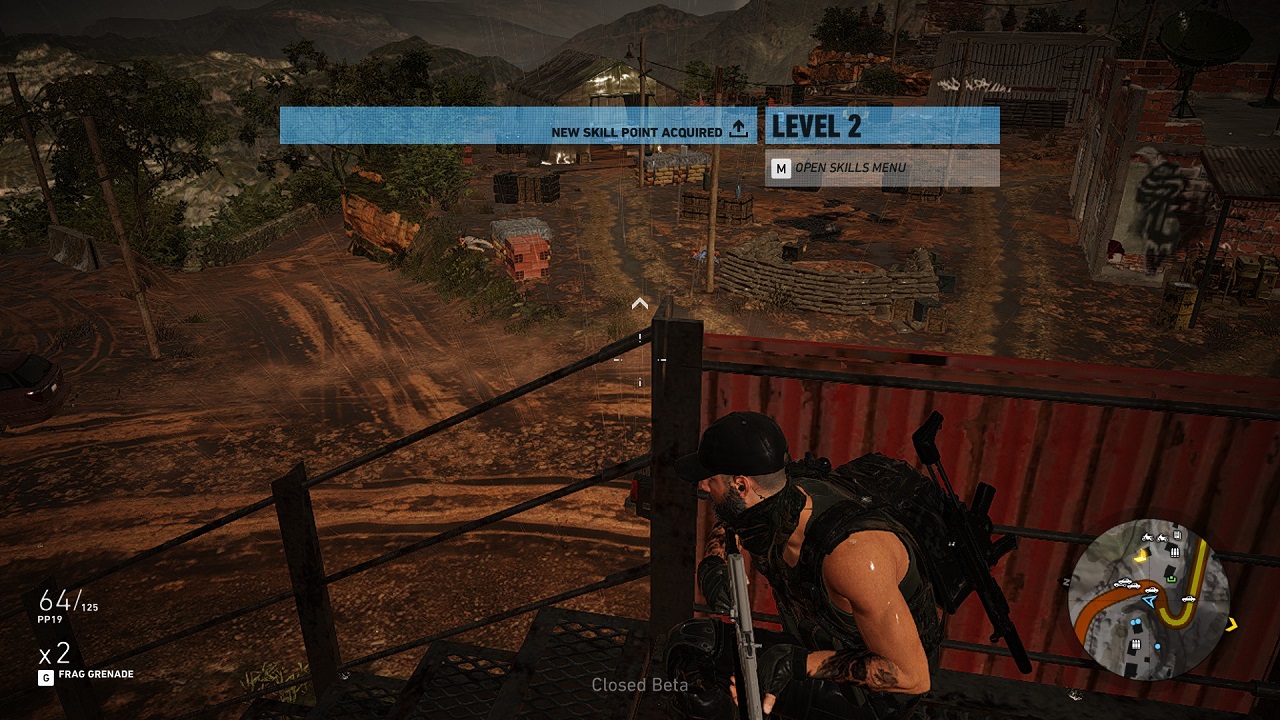 NEW SKILL POINT ACQUIRED
LEVEL 2
M OPEN SKILLS MENU
64/125
PP19
x2
G FRAG GRENADE
Closed Beta
N